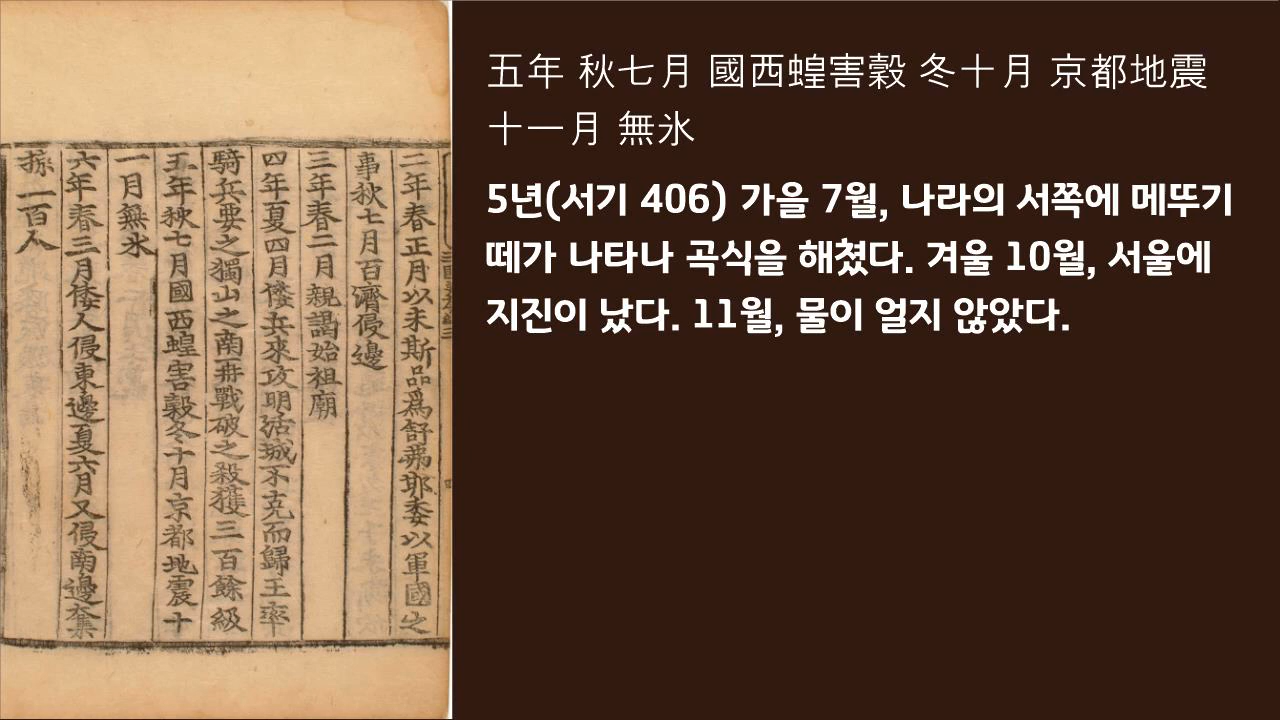 二年春正月以未斯品爲舒弗邯委以軍國之
事秋七月百濟侵邊
三年春二月親謁始祖廟
四年夏四月倭兵來攻明活城不克而歸王率
騎兵要之獨山之南再戰破之殺獲三百餘級
五年秋七月國西蝗害穀冬十月京都地震十
一月無氷
六年春三月倭人侵東邊夏六月又侵南邊奪
掠一百人
五年 秋七月 國西蝗害穀 冬十月 京都地震
十一月 無氷
5년(서기 406) 가을 7월, 나라의 서쪽에 메뚜기
떼가 나타나 곡식을 해쳤다. 겨울 10월, 서울에
지진이 났다. 11월, 물이 얼지 않았다.